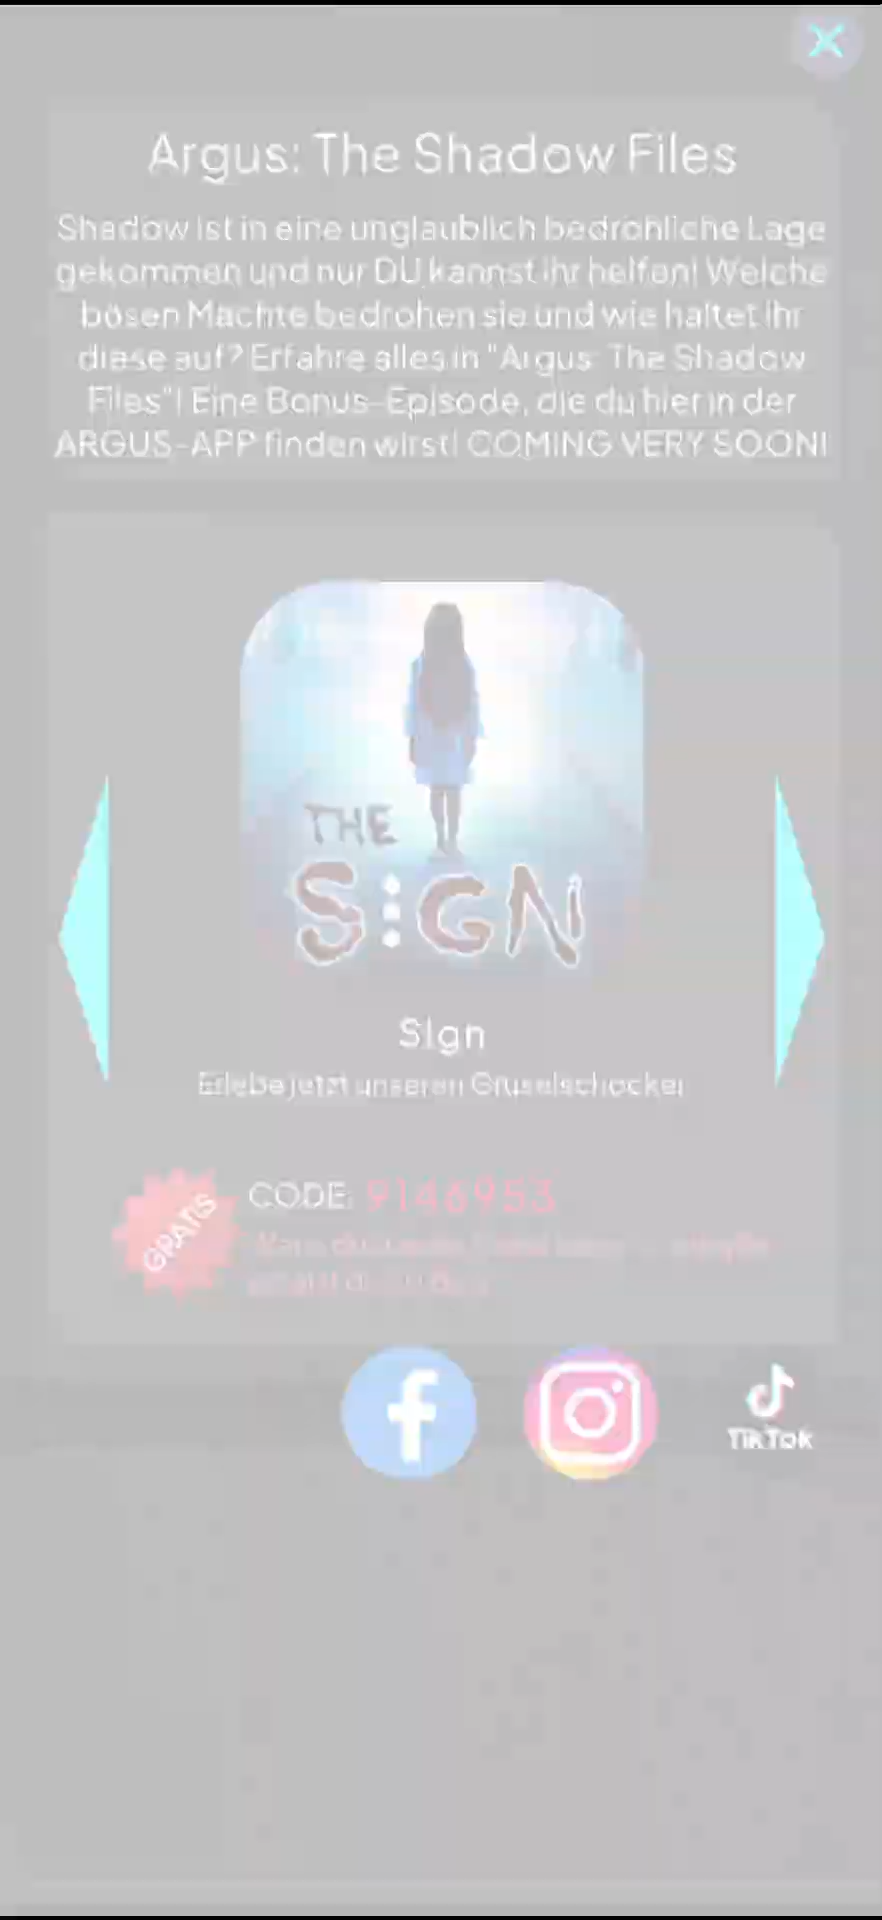 Argus: The Shadow Files
Shadow ist in eine unglaublich bedrohliche Lage
gekommen und nur DU kannst ihr helfen! Welche
bösen Mächte bedrohen sie und wie haltet ihr
diese auf? Erfahre alles in "Argus: The Shadow
Files"! Eine Bonus-Episode, die du hier in der
ARGUS-APP finden wirst! COMING VERY SOON!
THE
SIGN
Sign
Erlebe jetzt unseren Gruselschocker
GRATIS
CODE: 9146953
TikTok